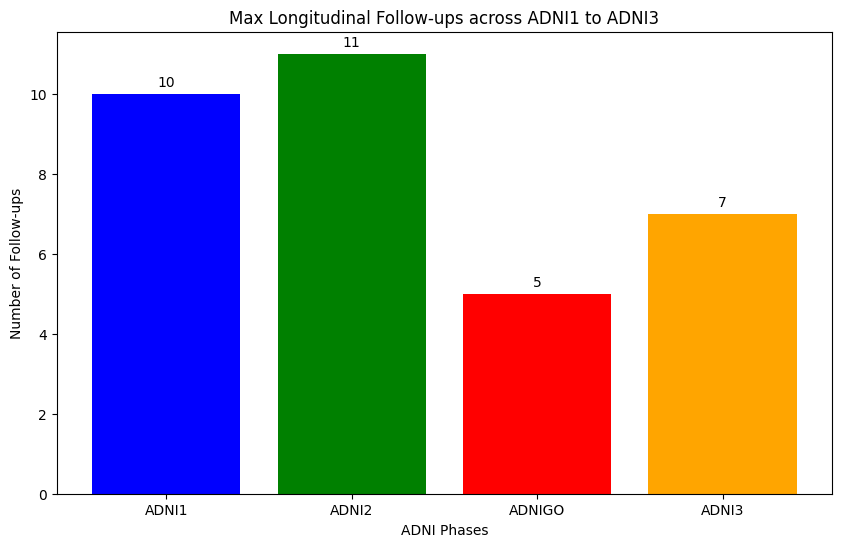 Max Longitudinal Follow-ups across ADNI1 to ADNI3
Number of Follow-ups
10
8
6
4
2
0
10
11
5
7
ADNI1
ADNI2
ADNIGO
ADNI3
ADNI Phases